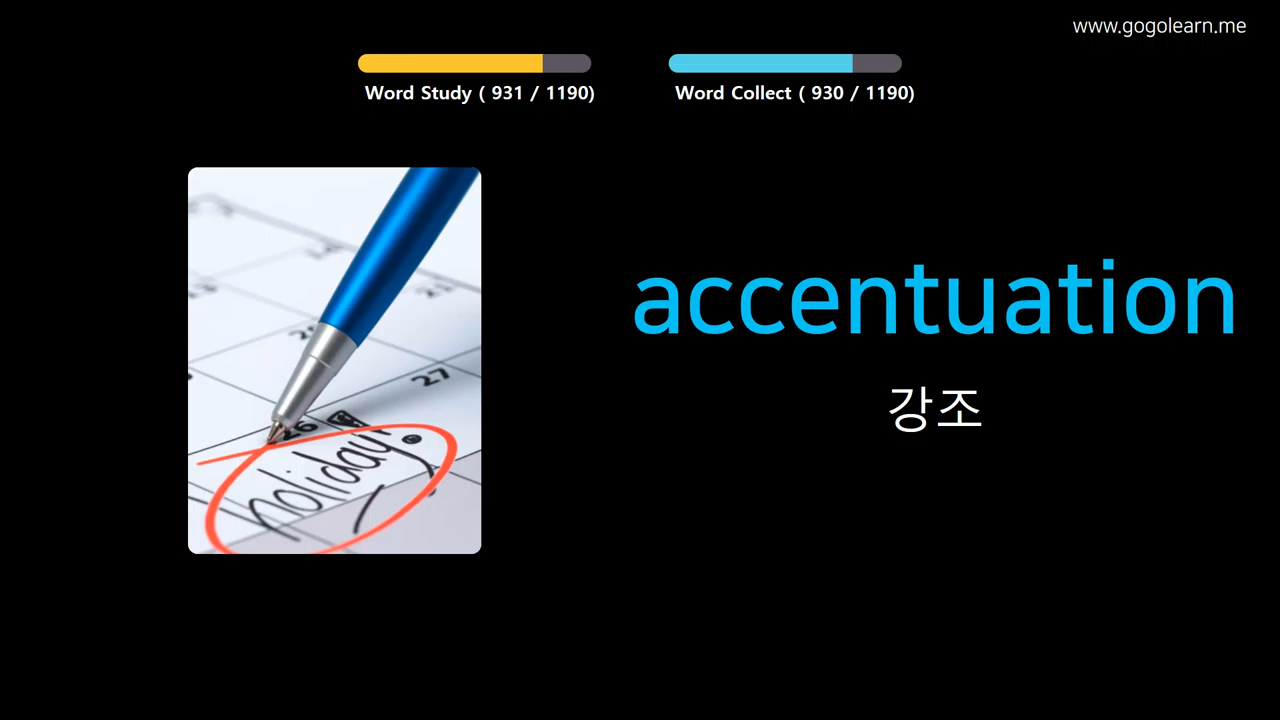 www.gogolearn.me
Word Study ( 931 / 1190)
Word Collect ( 930 / 1190)
27
26
holiday!
accentuation
강조